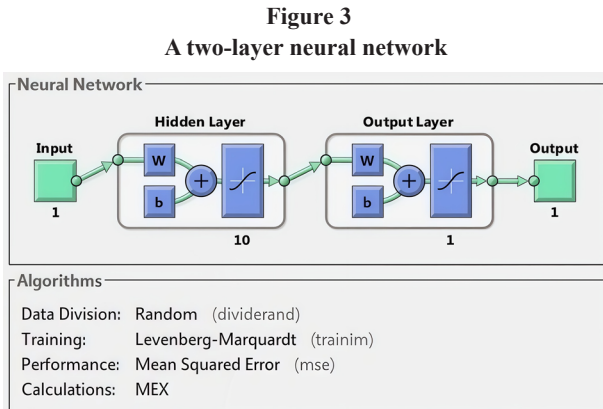 Figure 3
A two-layer neural network
Neural Network
Hidden Layer Output Layer
Input Output
W W
b b
1 10 1 1
Algorithms
Data Division: Random (dividerand)
Training: Levenberg-Marquardt (trainim)
Performance: Mean Squared Error (mse)
Calculations: MEX